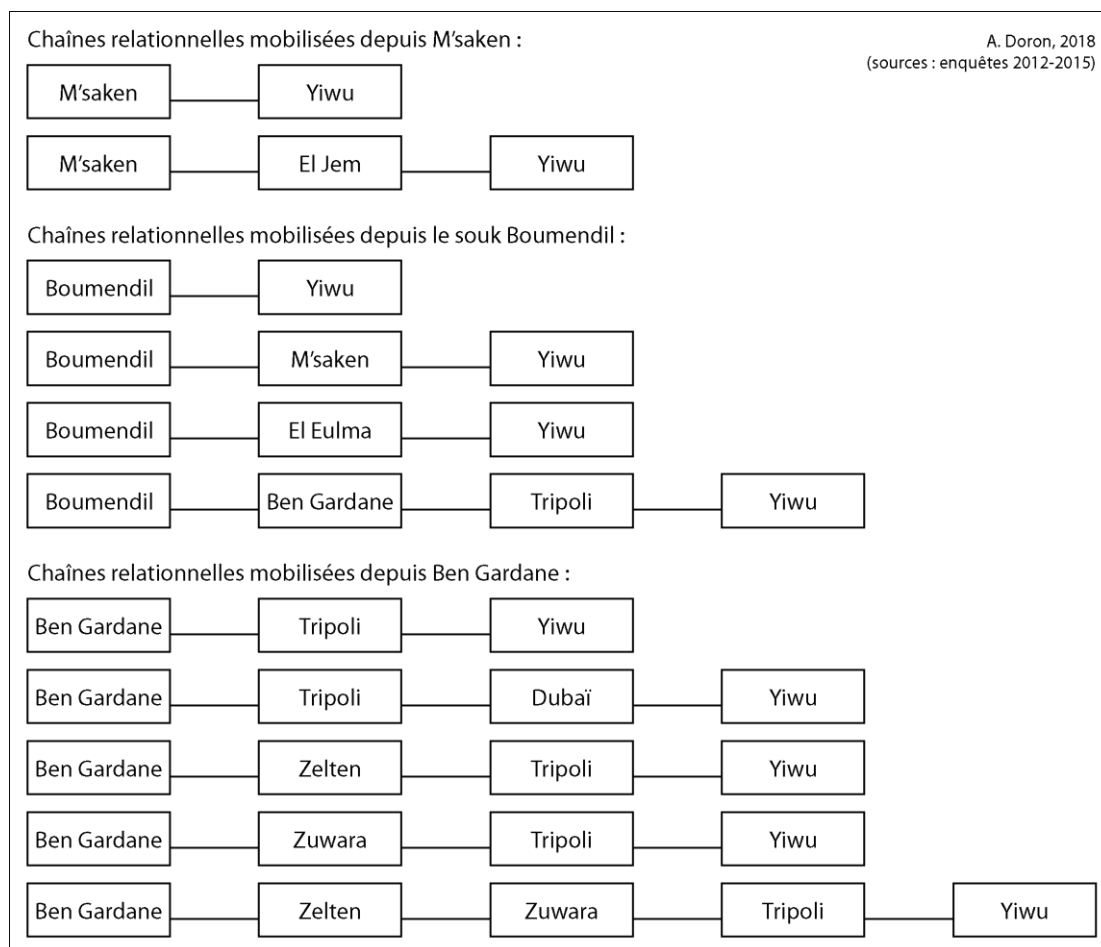 Chaînes relationnelles mobilisées depuis M'saken :
A. Doron, 2018
(sources : enquêtes 2012-2015)
M'saken Yiwu
M'saken El Jem Yiwu
Chaînes relationnelles mobilisées depuis le souk Boumendil :
Boumendil Yiwu
Boumendil M'saken Yiwu
Boumendil El Eulma Yiwu
Boumendil Ben Gardane Tripoli Yiwu
Chaînes relationnelles mobilisées depuis Ben Gardane :
Ben Gardane Tripoli Yiwu
Ben Gardane Tripoli Dubaï Yiwu
Ben Gardane Zelten Tripoli Yiwu
Ben Gardane Zuwara Tripoli Yiwu
Ben Gardane Zelten Zuwara Tripoli Yiwu